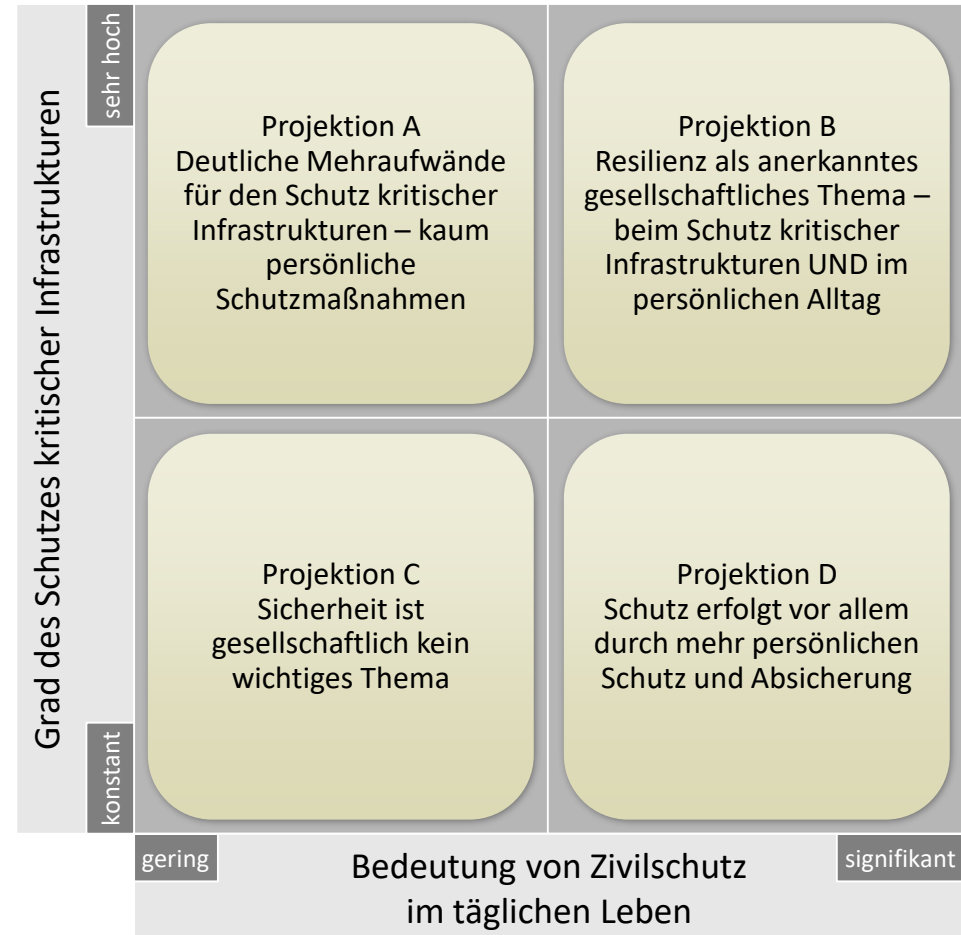 Grad des Schutzes kritischer Infrastrukturen
sehr hoch
konstant
Projektion A
Deutliche Mehraufwände
für den Schutz kritischer
Infrastrukturen – kaum
persönliche
Schutzmaßnahmen
Projektion B
Resilienz als anerkanntes
gesellschaftliches Thema –
beim Schutz kritischer
Infrastrukturen UND im
persönlichen Alltag
Projektion C
Sicherheit ist
gesellschaftlich kein
wichtiges Thema
Projektion D
Schutz erfolgt vor allem
durch mehr persönlichen
Schutz und Absicherung
gering
Bedeutung von Zivilschutz
im täglichen Leben
signifikant